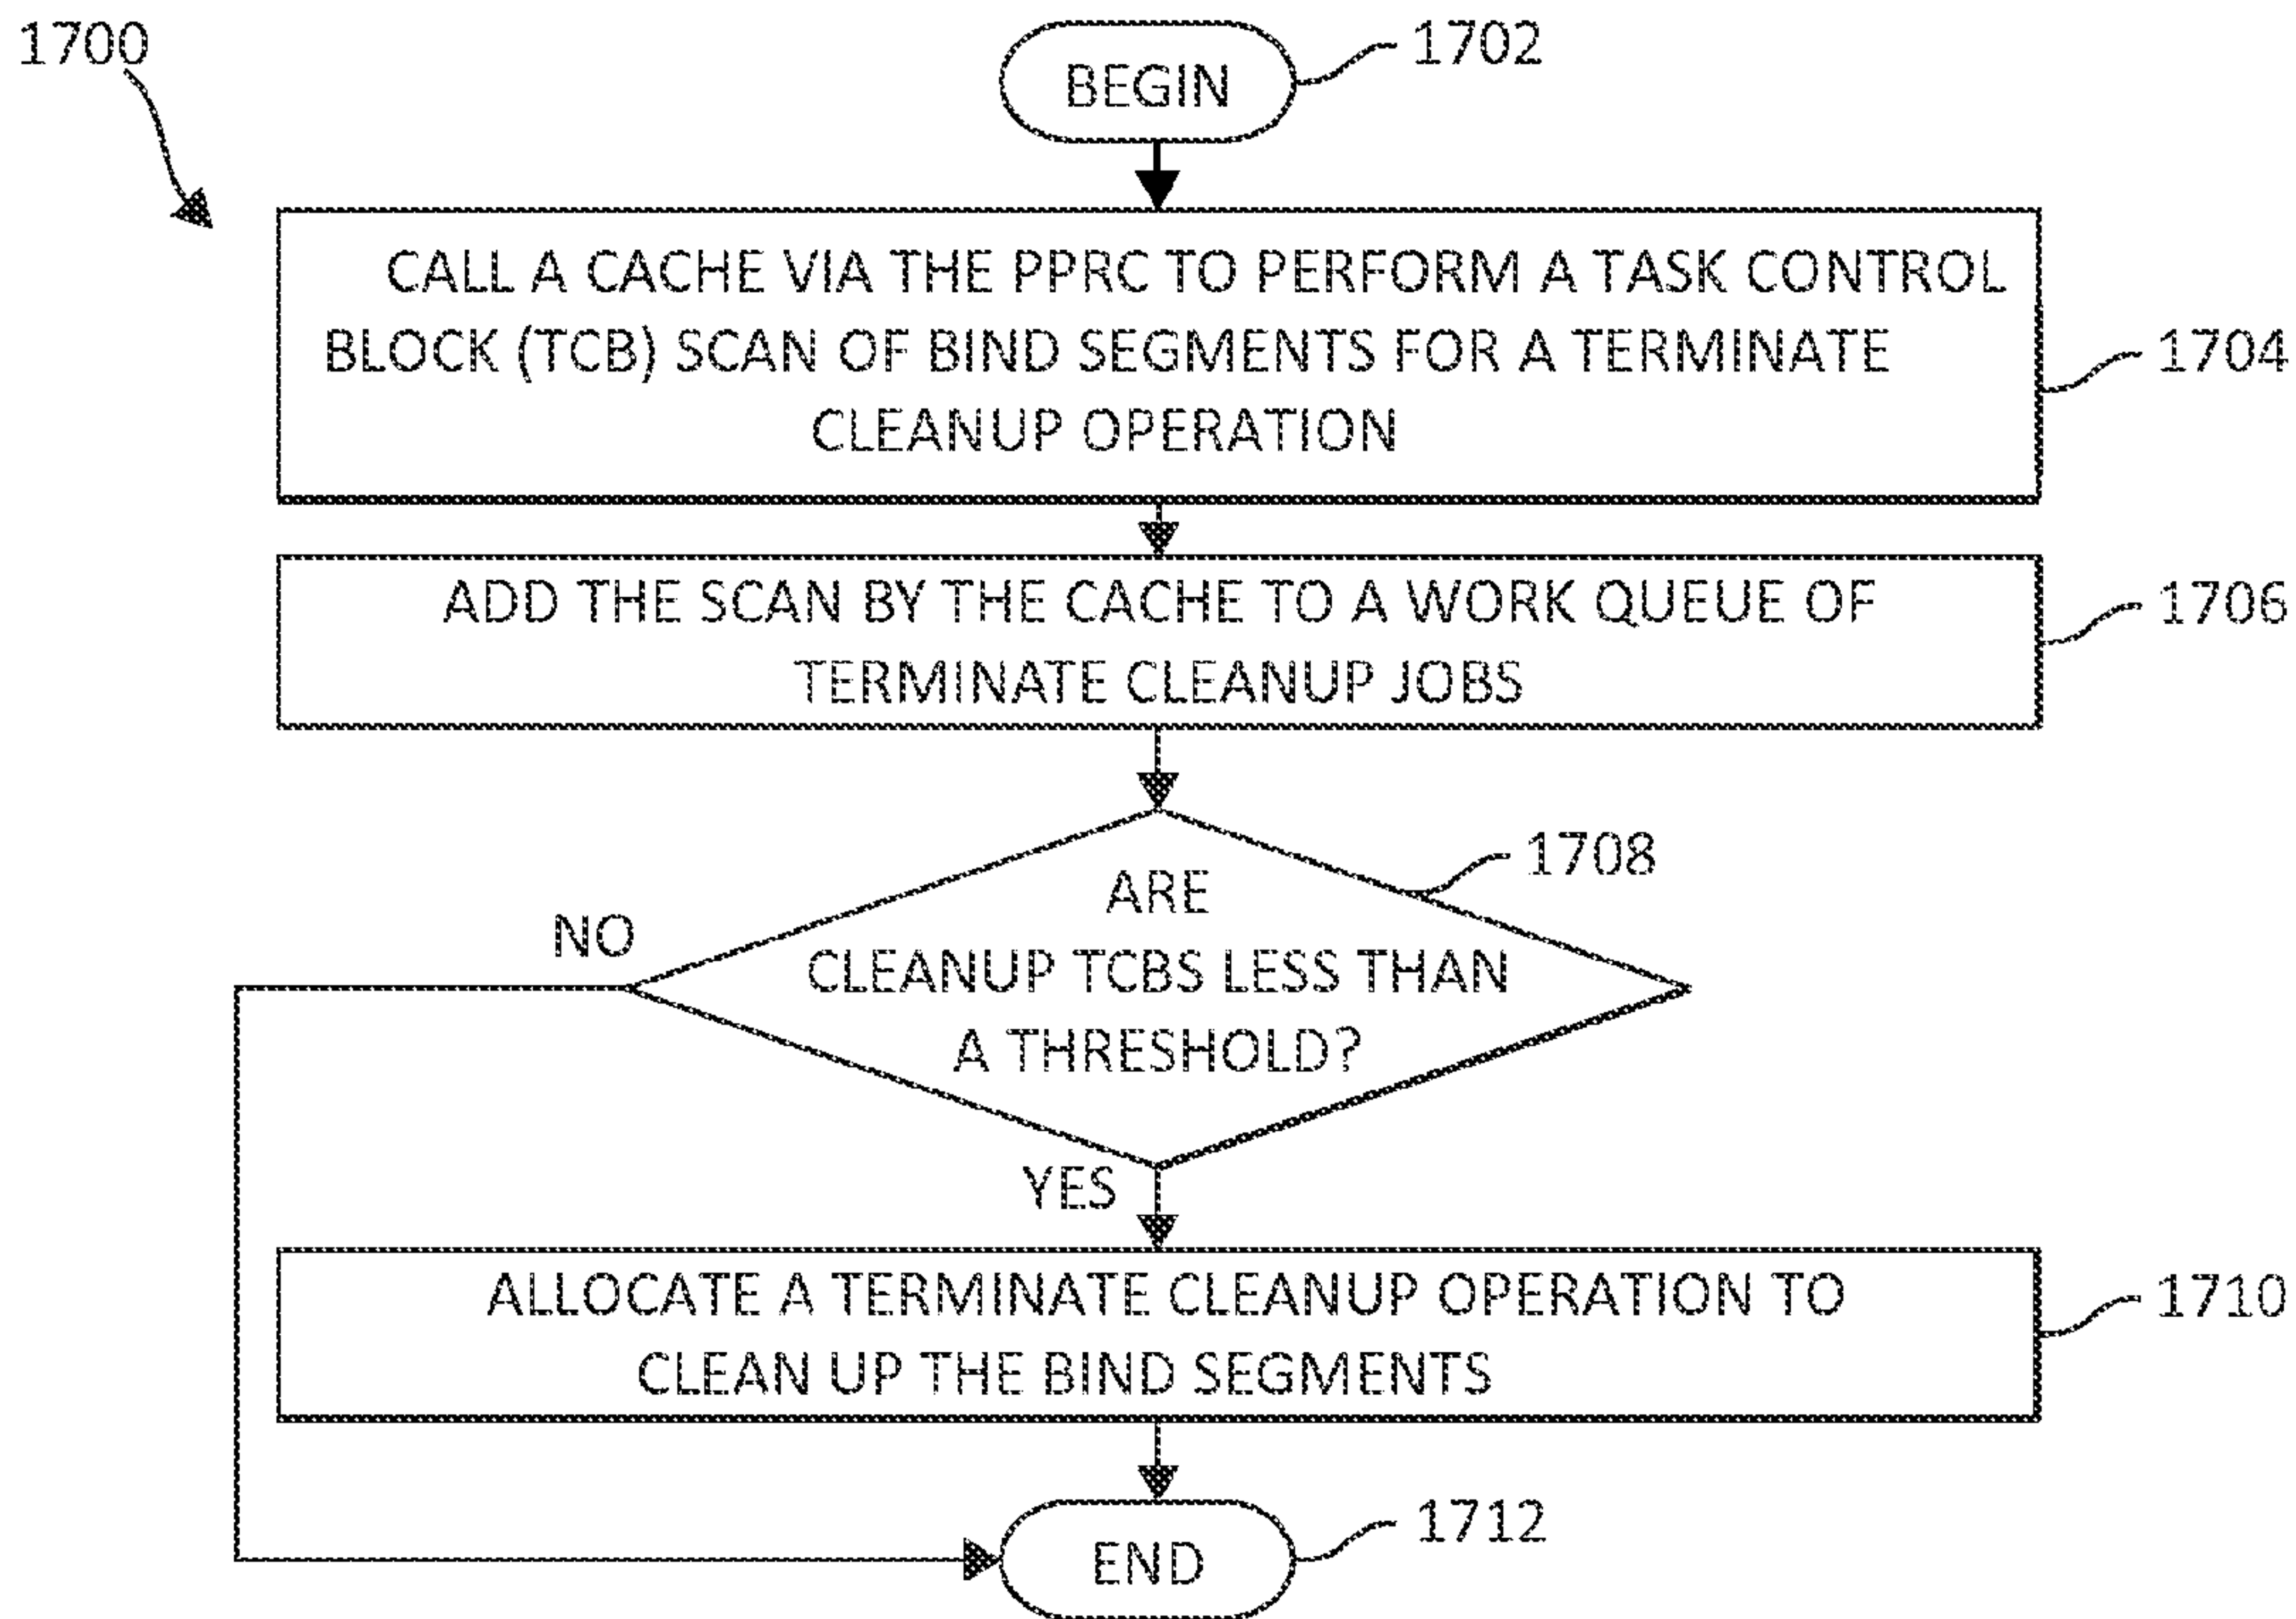 1700
BEGIN
1702
CALL A CACHE VIA THE PPRC TO PERFORM A TASK CONTROL
BLOCK (TCB) SCAN OF BIND SEGMENTS FOR A TERMINATE
CLEANUP OPERATION
1704
ADD THE SCAN BY THE CACHE TO A WORK QUEUE OF
TERMINATE CLEANUP JOBS
1706
ARE
CLEANUP TCBS LESS THAN
A THRESHOLD?
1708
NO
YES
ALLOCATE A TERMINATE CLEANUP OPERATION TO
CLEAN UP THE BIND SEGMENTS
1710
END
1712